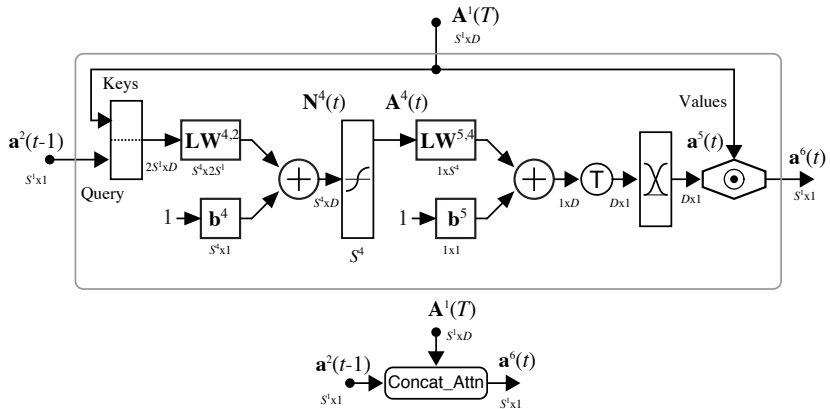 A¹(T)
S¹xD
Keys
N⁴(t)
A⁴(t)
Values
a²(t-1)
S¹x1
Query
2S¹xD
LW⁴,²
S⁴x2S¹
1
b⁴
S⁴x1
S⁴xD
S⁴
LW⁵,⁴
1xS⁴
1
b⁵
1x1
1xD
T
Dx1
a⁵(t)
Dx1
a⁶(t)
S¹x1
A¹(T)
S¹xD
a²(t-1)
S¹x1
Concat_Attn
a⁶(t)
S¹x1